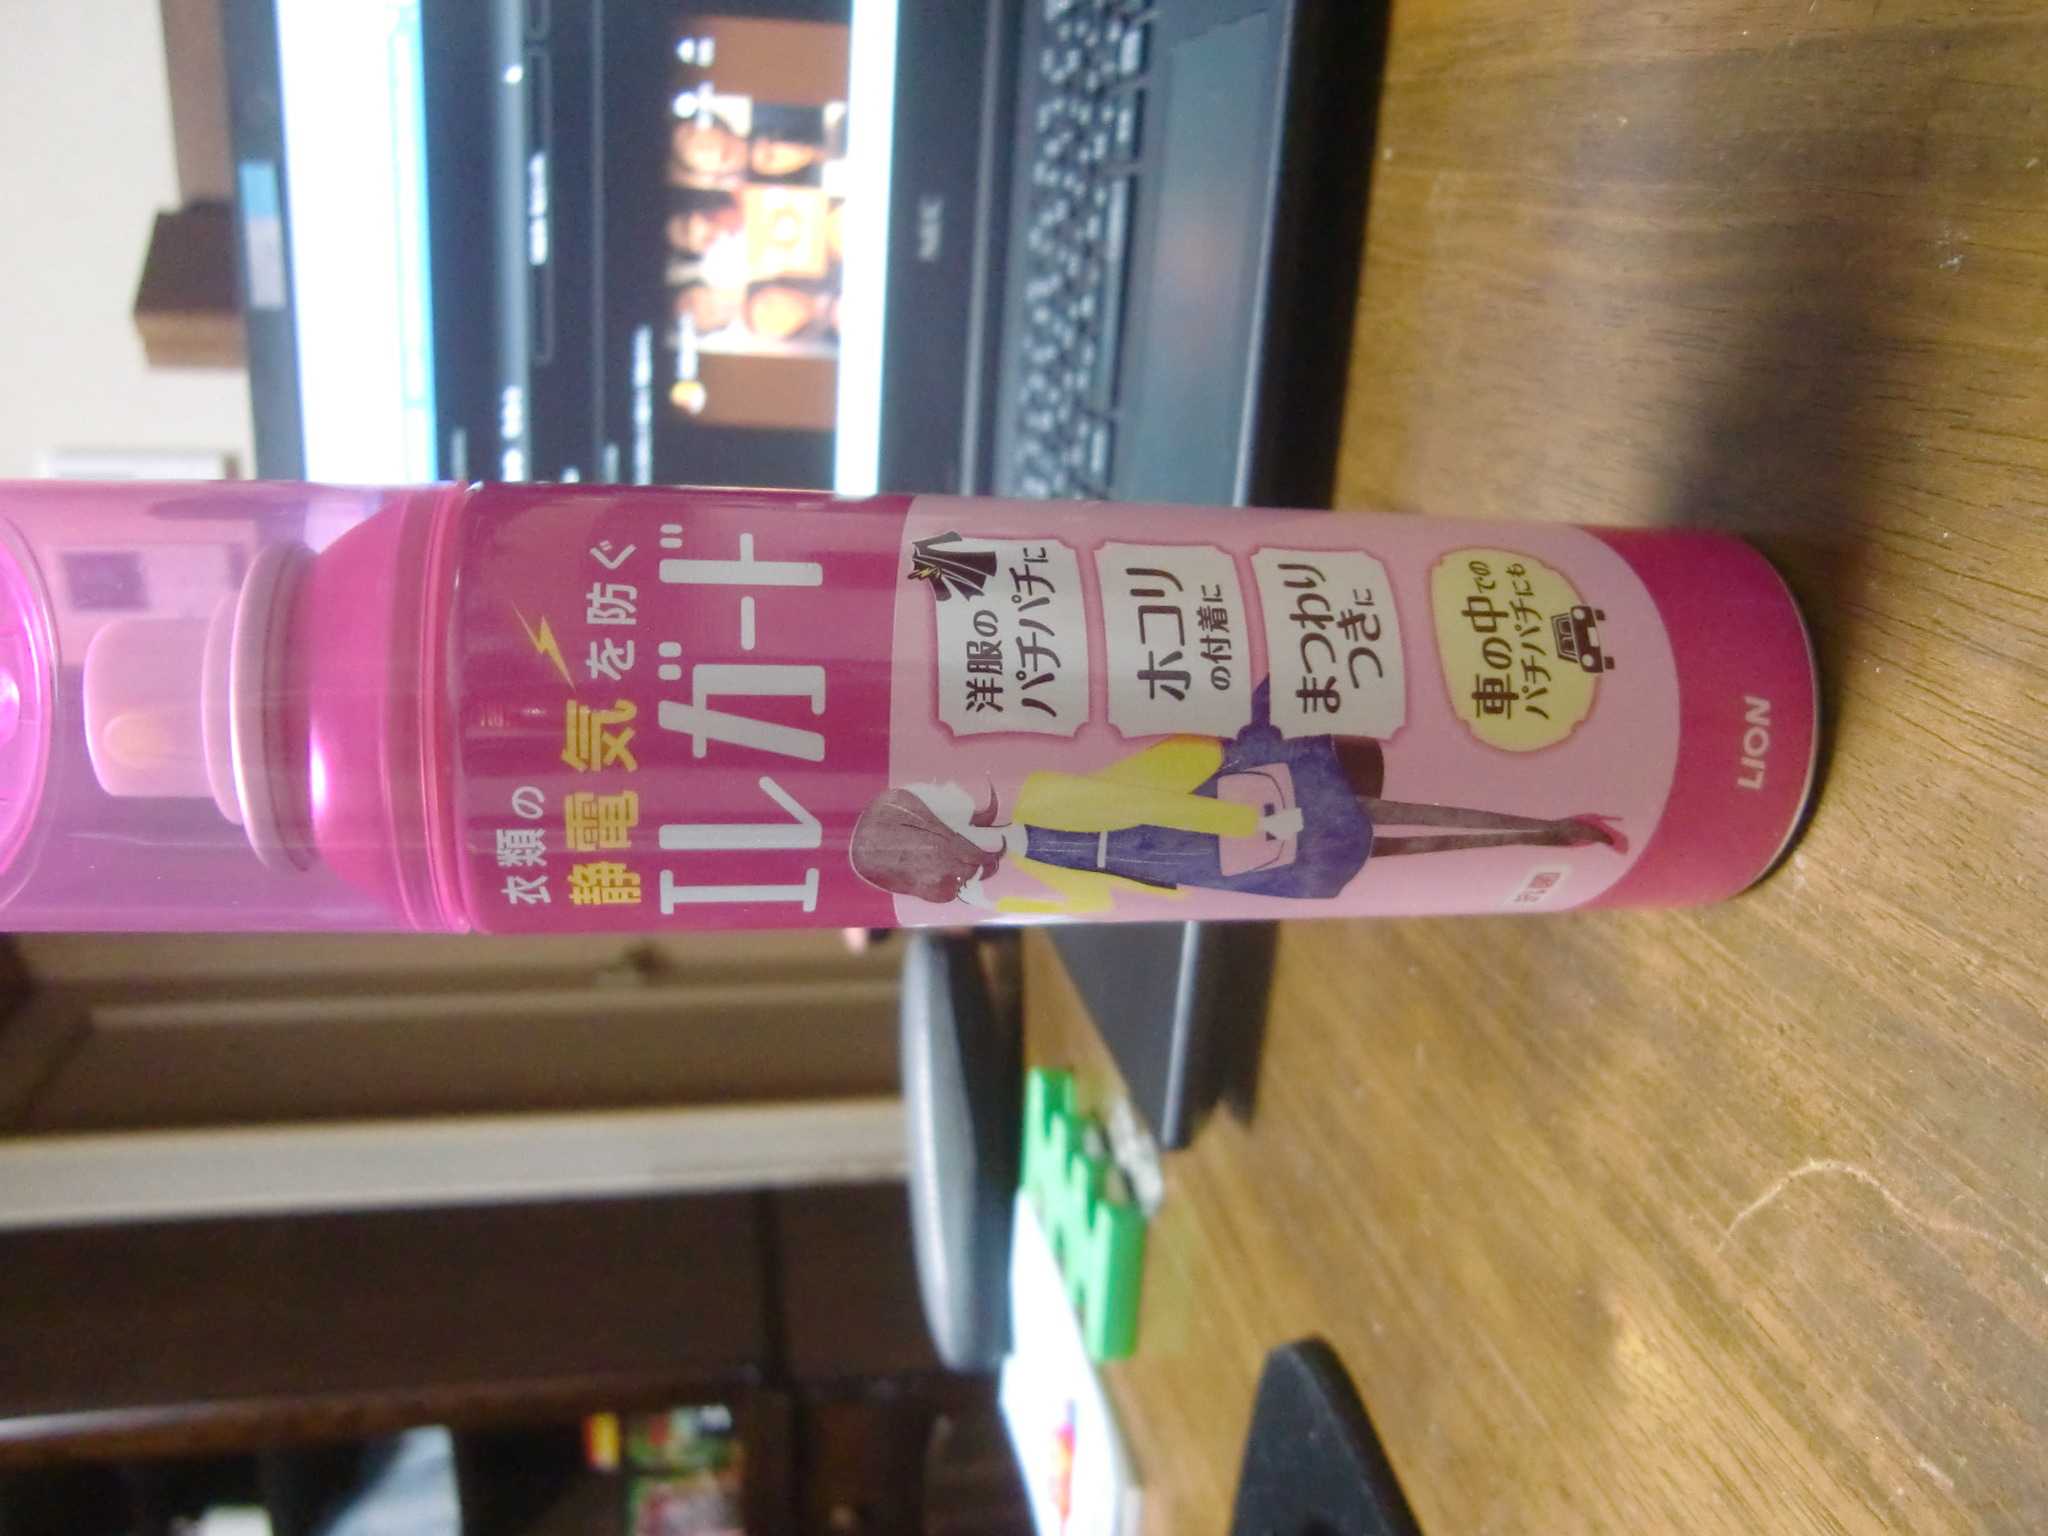 衣類の
静電気を防ぐ
エレガード
洋服の
パチパチに
ホコリ
の付着に
まつわり
つきに
車の中での
パチパチにも
LION
NEC